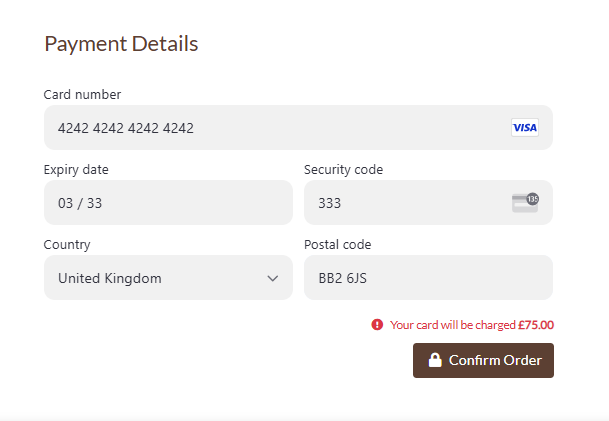 Payment Details
Card number
4242 4242 4242 4242 VISA
Expiry date Security code
03 / 33 333 135
Country Postal code
United Kingdom BB2 6JS
Your card will be charged £75.00
Confirm Order